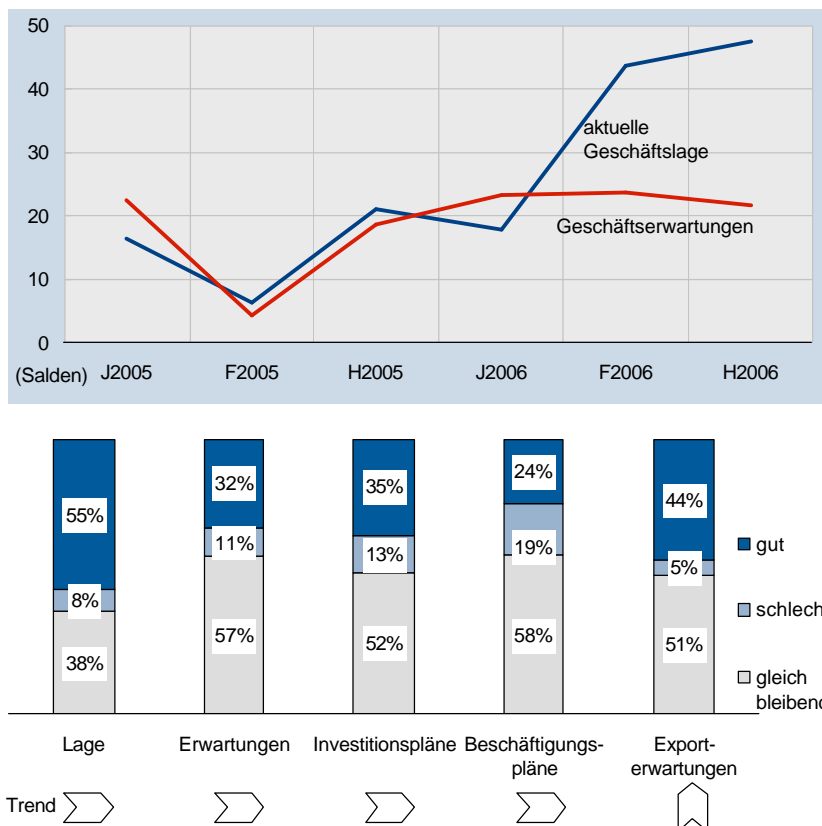 50
40
30
20
10
0
aktuelle
Geschäftslage
Geschäftserwartungen
(Salden) J2005 F2005 H2005 J2006 F2006 H2006
55% 32% 35% 24% 44%
8% 11% 13% 19% 5%
38% 57% 52% 58% 51%
gut
schlech
gleich
bleibend
Lage Erwartungen Investitionspläne Beschäftigungs-
pläne Export-
erwartungen
Trend